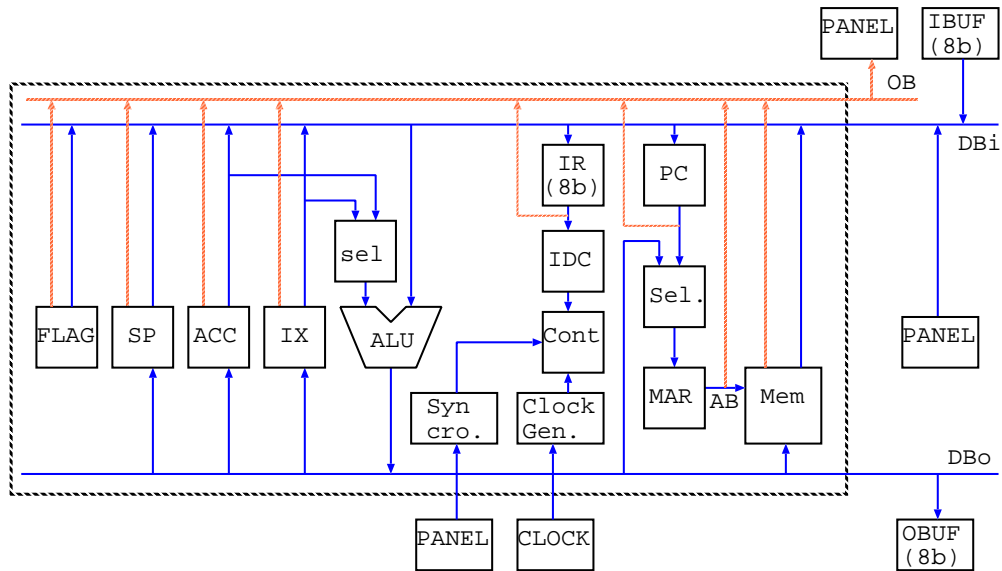 PANEL
IBUF
(8b)
OB
DBi
IR
(8b)
PC
sel
IDC
Sel.
FLAG
SP
ACC
IX
ALU
Cont
PANEL
MAR
AB
Mem
Syn
cro.
Clock
Gen.
DBo
PANEL
CLOCK
OBUF
(8b)